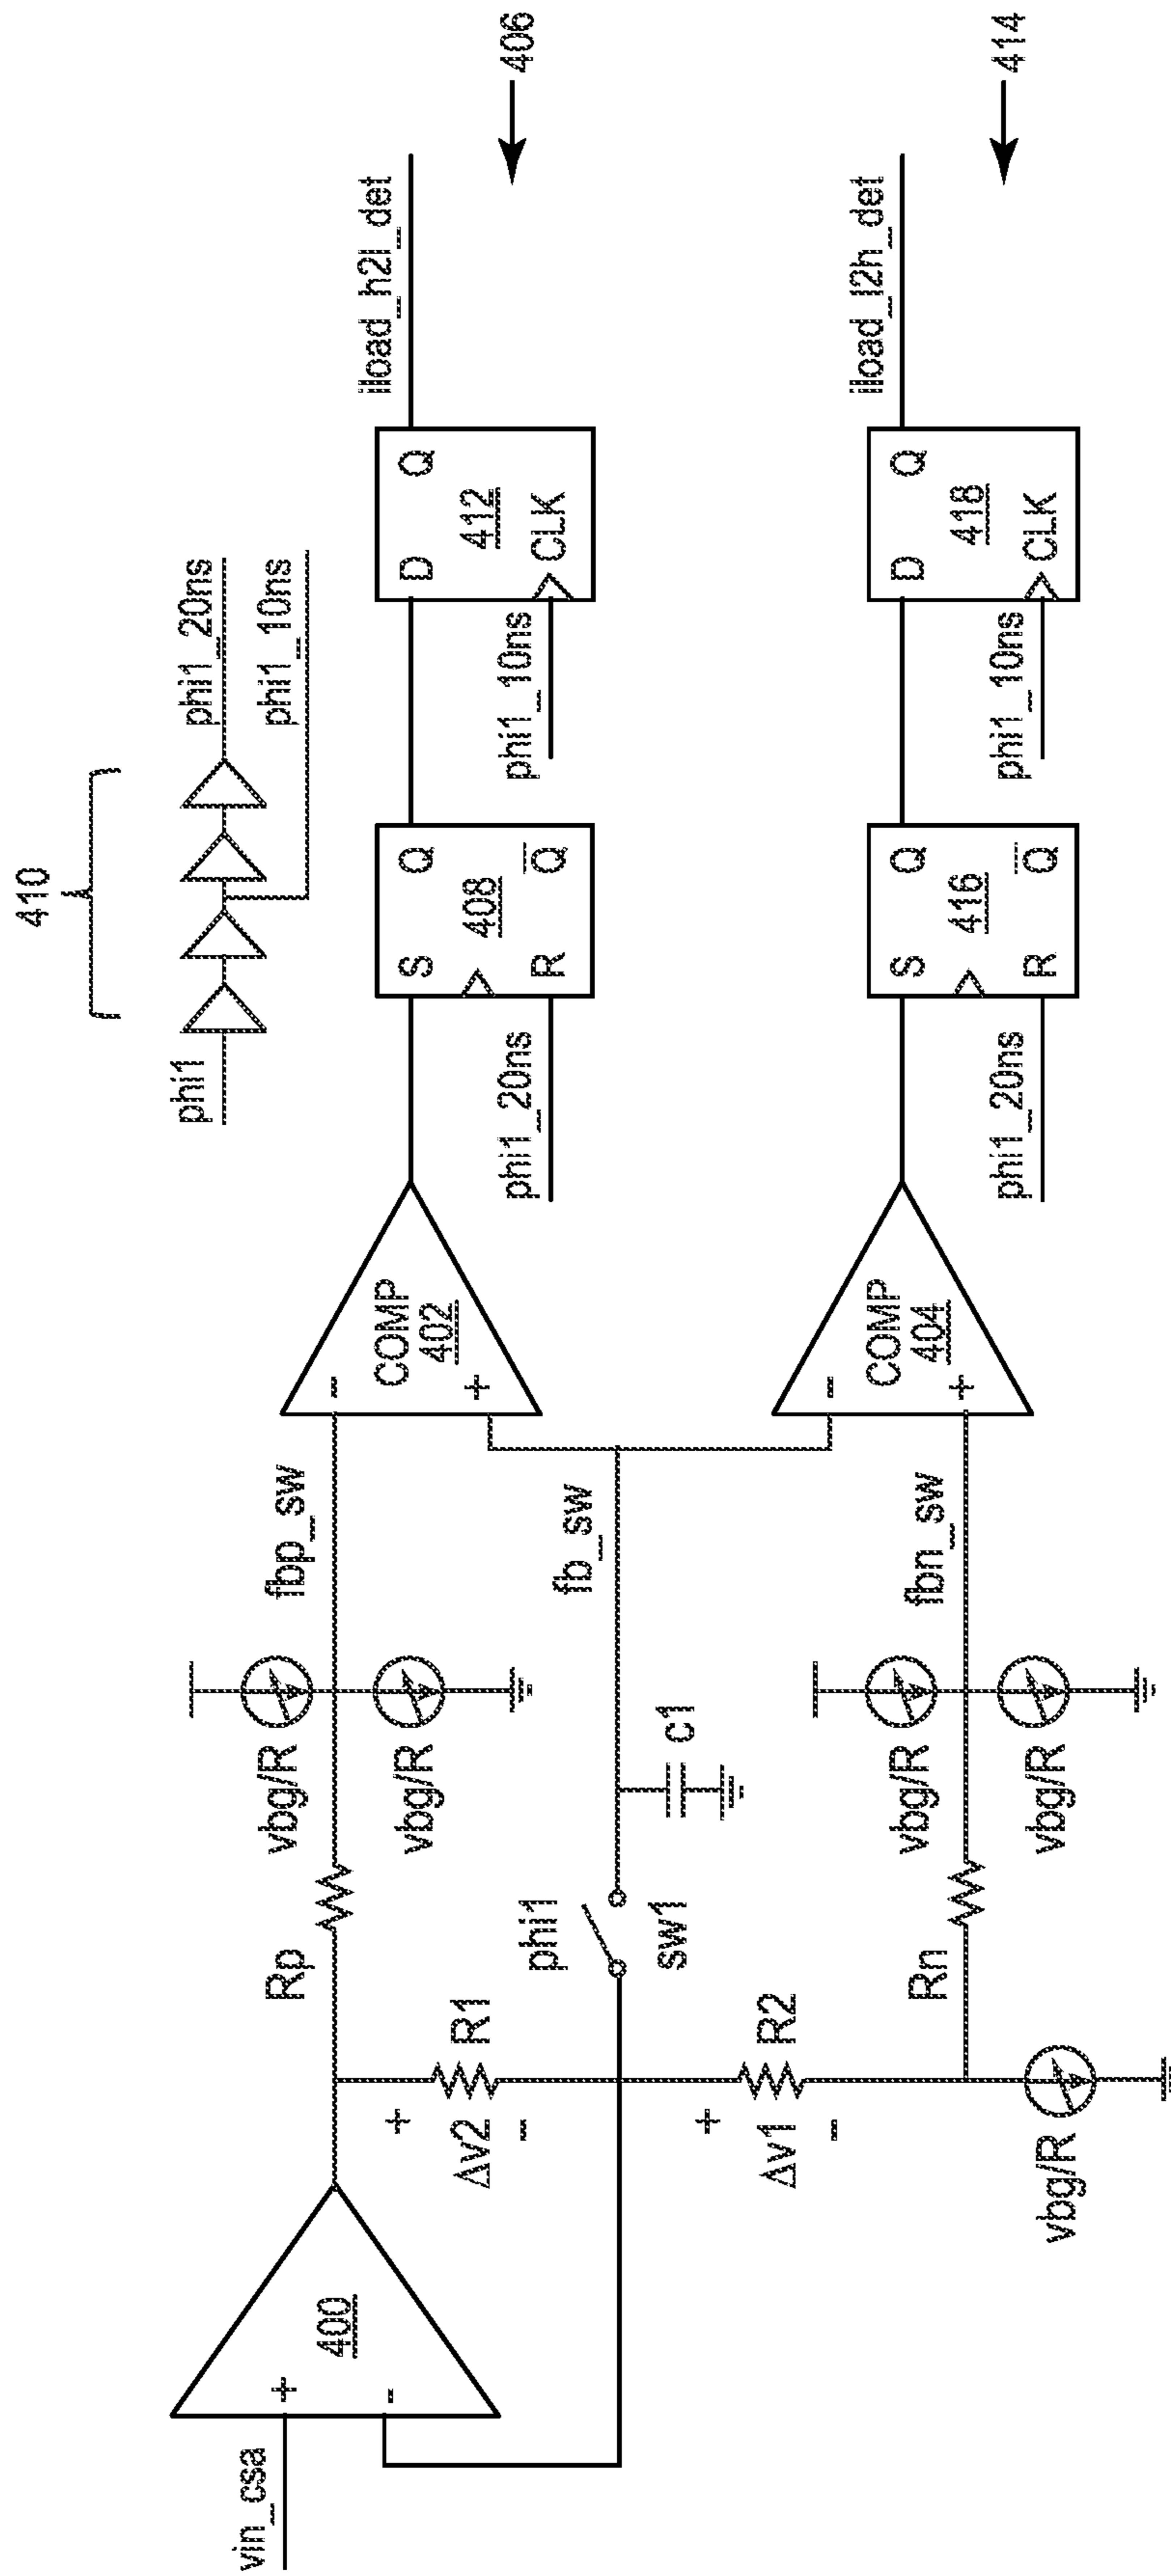 410
phi1
phi1_20ns
phi1_10ns
vin_csa
+
-
400
+
Δv2
-
R1
+
Δv1
-
R2
vbg/R
Rp
vbg/R
vbg/R
fbp_sw
phi1
sw1
c1
fb_sw
Rn
vbg/R
vbg/R
fbn_sw
-
COMP
402
+
phi1_20ns
S
Q
408
R
Q
phi1_10ns
D
Q
412
CLK
iload_h2l_det
406
-
COMP
404
+
phi1_20ns
S
Q
416
R
Q
phi1_10ns
D
Q
418
CLK
iload_l2h_det
414